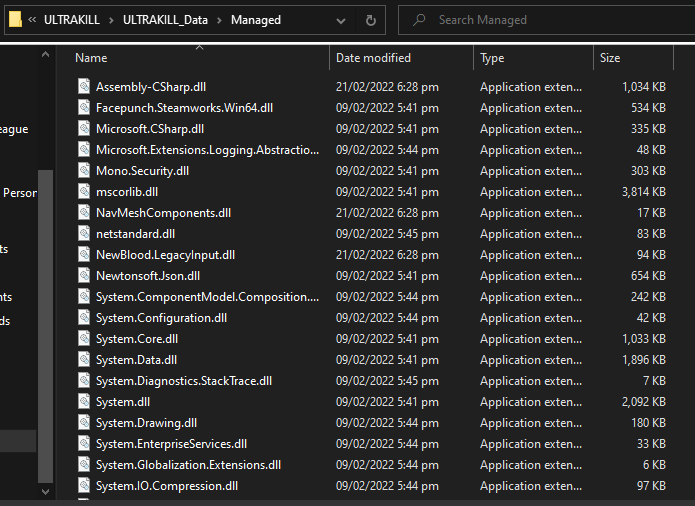 « ULTRAKILL > ULTRAKILL_Data > Managed Search Managed
Name Date modified Type Size
Assembly-CSharp.dll 21/02/2022 6:28 pm Application exten... 1,034 KB
Facepunch.Steamworks.Win64.dll 09/02/2022 5:41 pm Application exten... 534 KB
eague Microsoft.CSharp.dll 09/02/2022 5:41 pm Application exten... 335 KB
Microsoft.Extensions.Logging.Abstractio... 09/02/2022 5:44 pm Application exten... 48 KB
Mono.Security.dll 09/02/2022 5:41 pm Application exten... 303 KB
Person mscorlib.dll 09/02/2022 5:41 pm Application exten... 3,814 KB
NavMeshComponents.dll 21/02/2022 6:28 pm Application exten... 17 KB
netstandard.dll 09/02/2022 5:45 pm Application exten... 83 KB
ts NewBlood.LegacyInput.dll 21/02/2022 6:28 pm Application exten... 94 KB
Newtonsoft.Json.dll 09/02/2022 5:41 pm Application exten... 654 KB
nts System.ComponentModel.Composition.... 09/02/2022 5:44 pm Application exten... 242 KB
ds System.Configuration.dll 09/02/2022 5:44 pm Application exten... 42 KB
System.Core.dll 09/02/2022 5:41 pm Application exten... 1,033 KB
System.Data.dll 09/02/2022 5:41 pm Application exten... 1,896 KB
System.Diagnostics.StackTrace.dll 09/02/2022 5:45 pm Application exten... 7 KB
System.dll 09/02/2022 5:41 pm Application exten... 2,092 KB
System.Drawing.dll 09/02/2022 5:44 pm Application exten... 180 KB
System.EnterpriseServices.dll 09/02/2022 5:44 pm Application exten... 33 KB
System.Globalization.Extensions.dll 09/02/2022 5:44 pm Application exten... 6 KB
System.IO.Compression.dll 09/02/2022 5:44 pm Application exten... 97 KB